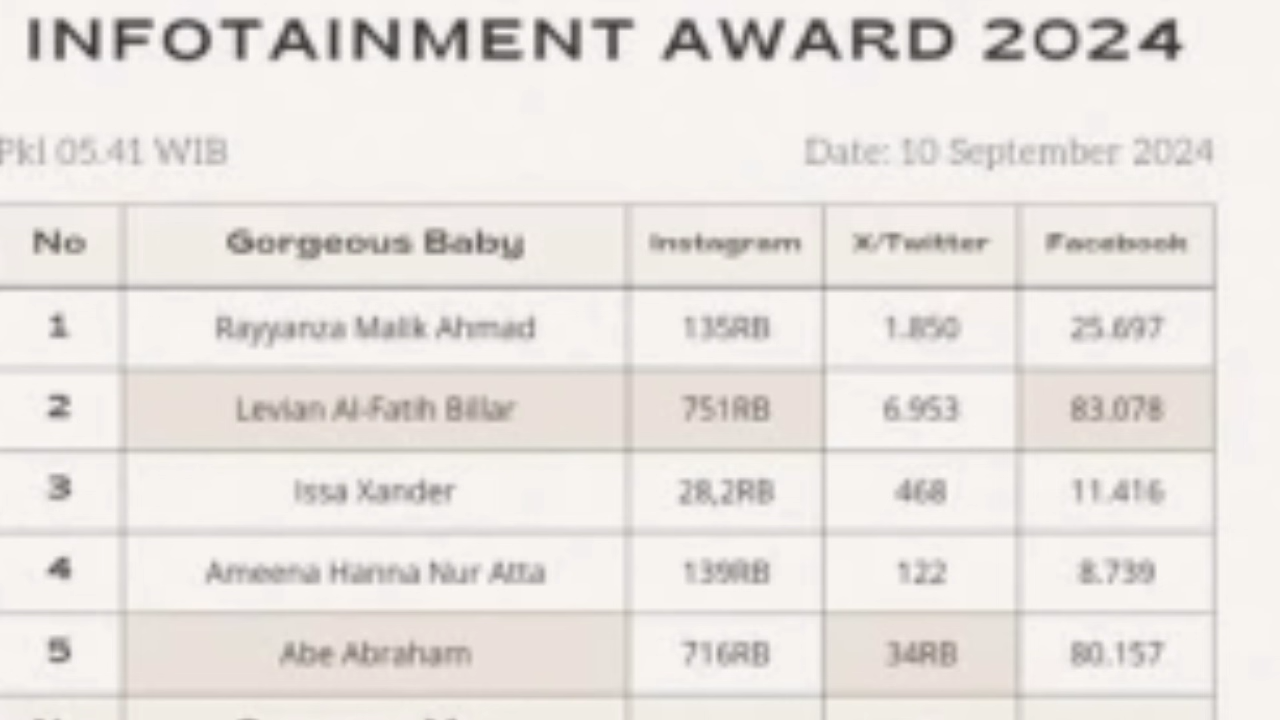 INFOTAINMENT AWARD 2024
Pkl 05.41 WIB Date: 10 September 2024
No Gorgeous Baby Instagram X/Twitter Facebook
1 Rayyanza Malik Ahmad 135RB 1.850 25.697
2 Levian Al-Fatih Billar 751RB 6.953 83.078
3 Issa Xander 28,2RB 468 11.416
4 Ameena Hanna Nur Atta 139RB 122 8.739
5 Abe Abraham 716RB 34RB 80.157